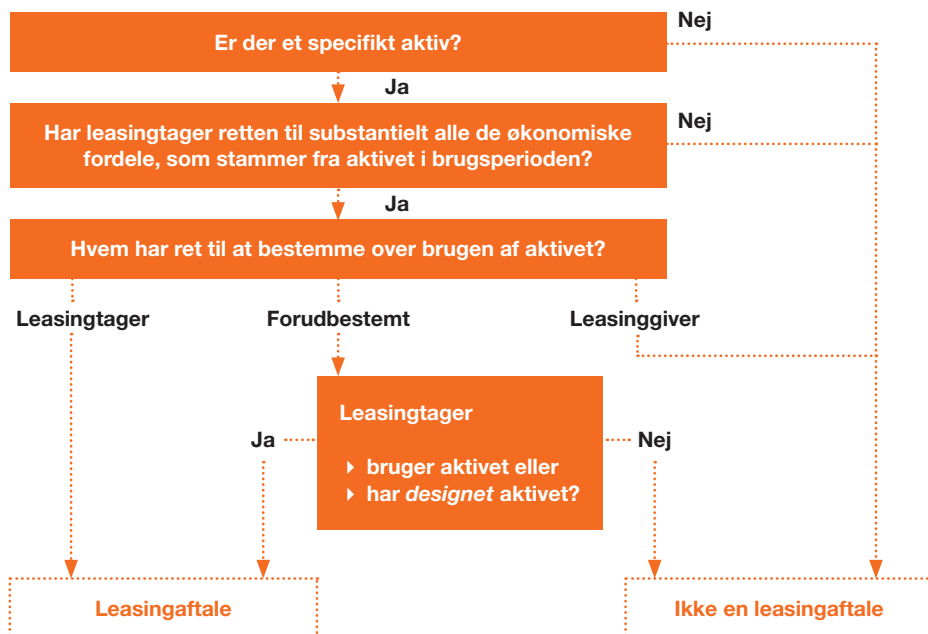 Er der et specifikt aktiv?
Nej
Ja
Har leasingtager retten til substantielt alle de økonomiske
fordele, som stammer fra aktivet i brugsperioden?
Nej
Ja
Hvem har ret til at bestemme over brugen af aktivet?
Leasingtager
Forudbestemt
Leasinggiver
Leasingtager
Ja
Nej
bruger aktivet eller
har designet aktivet?
Leasingaftale
Ikke en leasingaftale